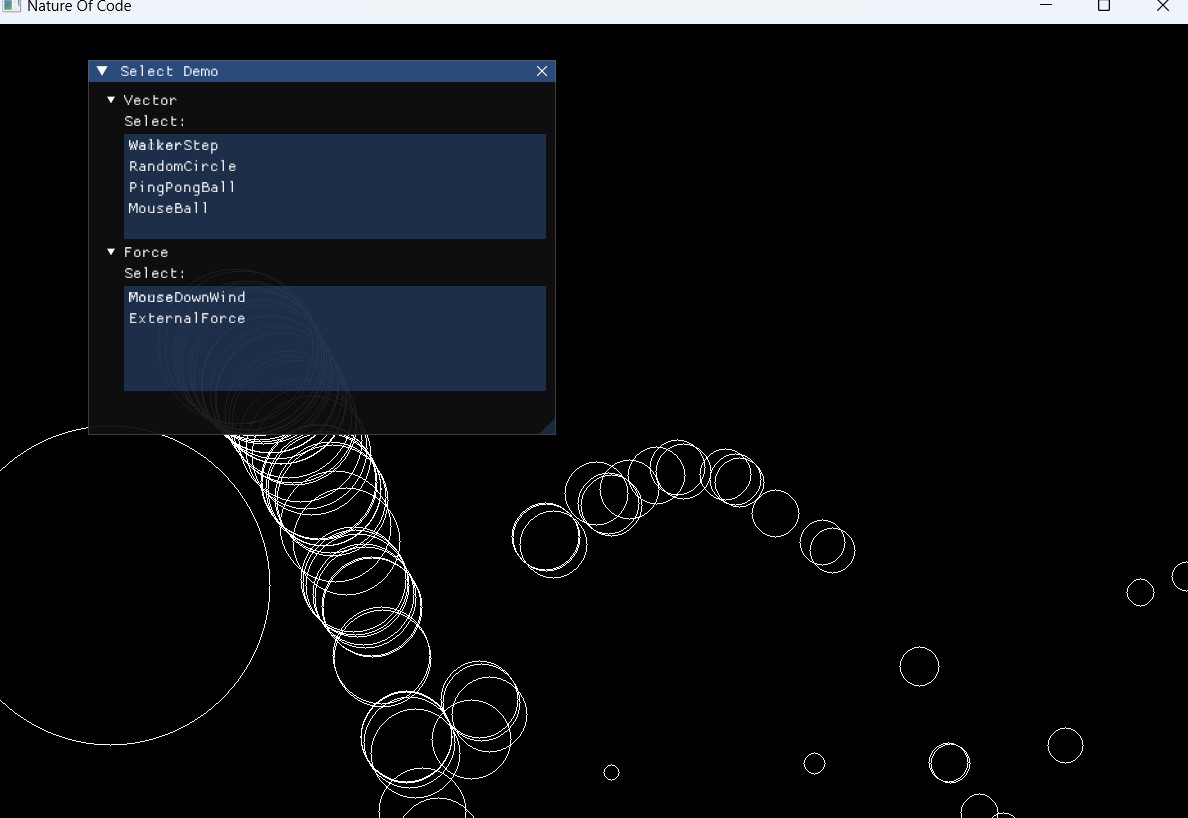 Nature Of Code
Select Demo
Vector
Select:
WalkerStep
RandomCircle
PingPongBall
MouseBall
Force
Select:
MouseDownWind
ExternalForce